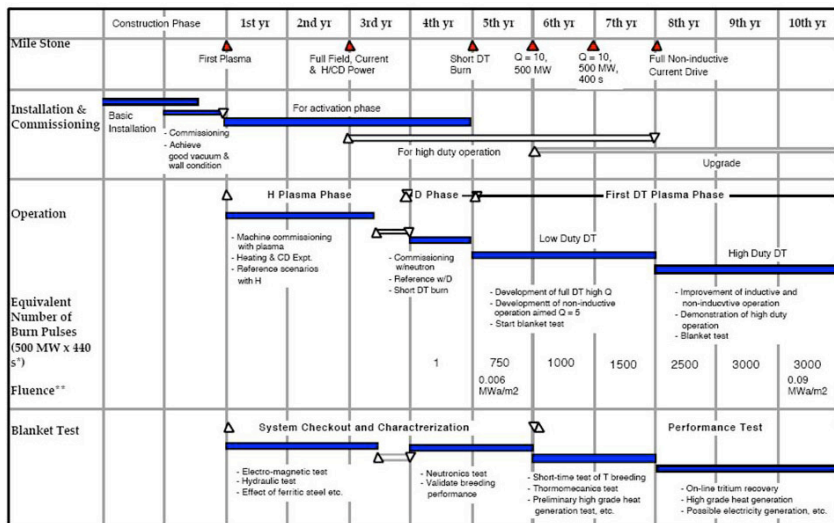 Construction Phase
1st yr
2nd yr
3rd yr
4th yr
5th yr
6th yr
7th yr
8th yr
9th yr
10th yr
Mile Stone
First Plasma
Full Field, Current
& H/CD Power
Short DT
Burn
Q = 10,
500 MW
Q = 10,
500 MW,
400 s
Full Non-inductive
Current Drive
Installation &
Commissioning
Basic
Installation
- Commissioning
- Achieve
good vacuum &
wall condition
For activation phase
For high duty operation
Upgrade
Operation
H Plasma Phase
D Phase
First DT Plasma Phase
- Machine commissioning
with plasma
- Heating & CD Expt.
- Reference scenarios
with H
- Commissioning
w/neutron
- Reference w/D
- Short DT burn
Low Duty DT
- Development of full DT high Q
- Developmentt of non-inductive
operation aimed Q = 5
- Start blanket test
High Duty DT
- Improvement of inductive and
non-inducvtive operation
- Demonstration of high duty
operation
- Blanket test
Equivalent
Number of
Burn Pulses
(500 MW x 440
s*)
1
750
1000
1500
2500
3000
3000
Fluence**
0.006
MWa/m2
0.09
MWa/m2
Blanket Test
System Checkout and Charactrerization
Performance Test
- Electro-magnetic test
- Hydraulic test
- Effect of ferritic steel etc.
- Neutronics test
- Validate breeding
performance
- Short-time test of T breeding
- Thormomecanics test
- Preliminary high grade heat
generation test, etc.
- On-line tritium recovery
- High grade heat generation
- Possible electricity generation, etc.